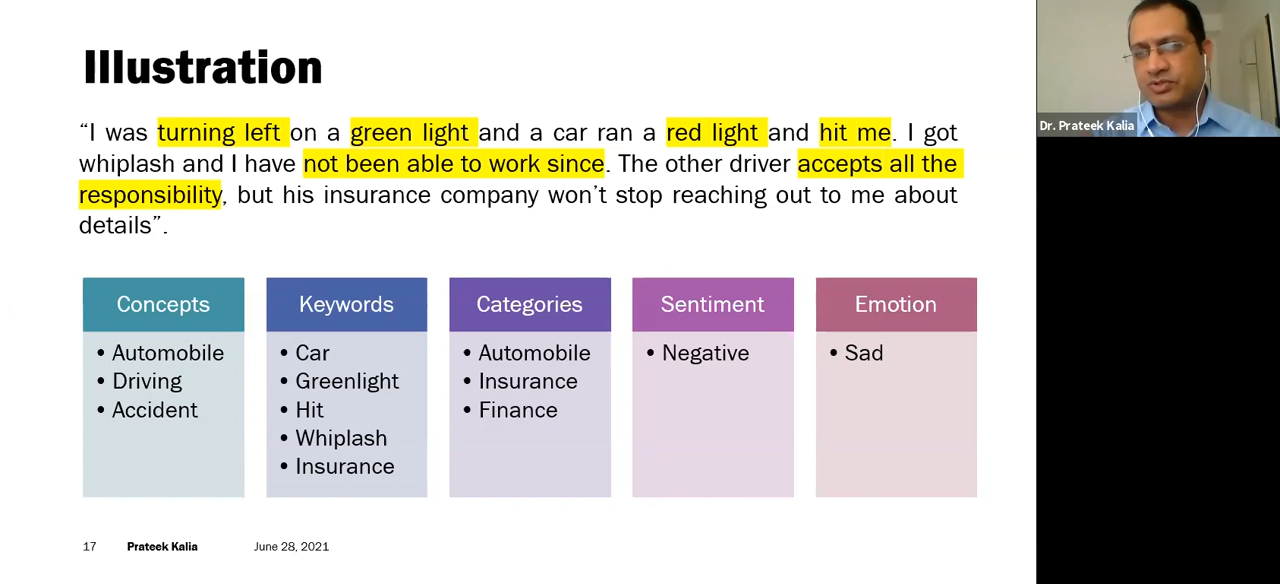 Illustration
“I was turning left on a green light and a car ran a red light and hit me. I got
whiplash and I have not been able to work since. The other driver accepts all the
responsibility, but his insurance company won’t stop reaching out to me about
details”.
Concepts
• Automobile
• Driving
• Accident
Keywords
• Car
• Greenlight
• Hit
• Whiplash
• Insurance
Categories
• Automobile
• Insurance
• Finance
Sentiment
• Negative
Emotion
• Sad
17 Prateek Kalia June 28, 2021
Dr. Prateek Kalia